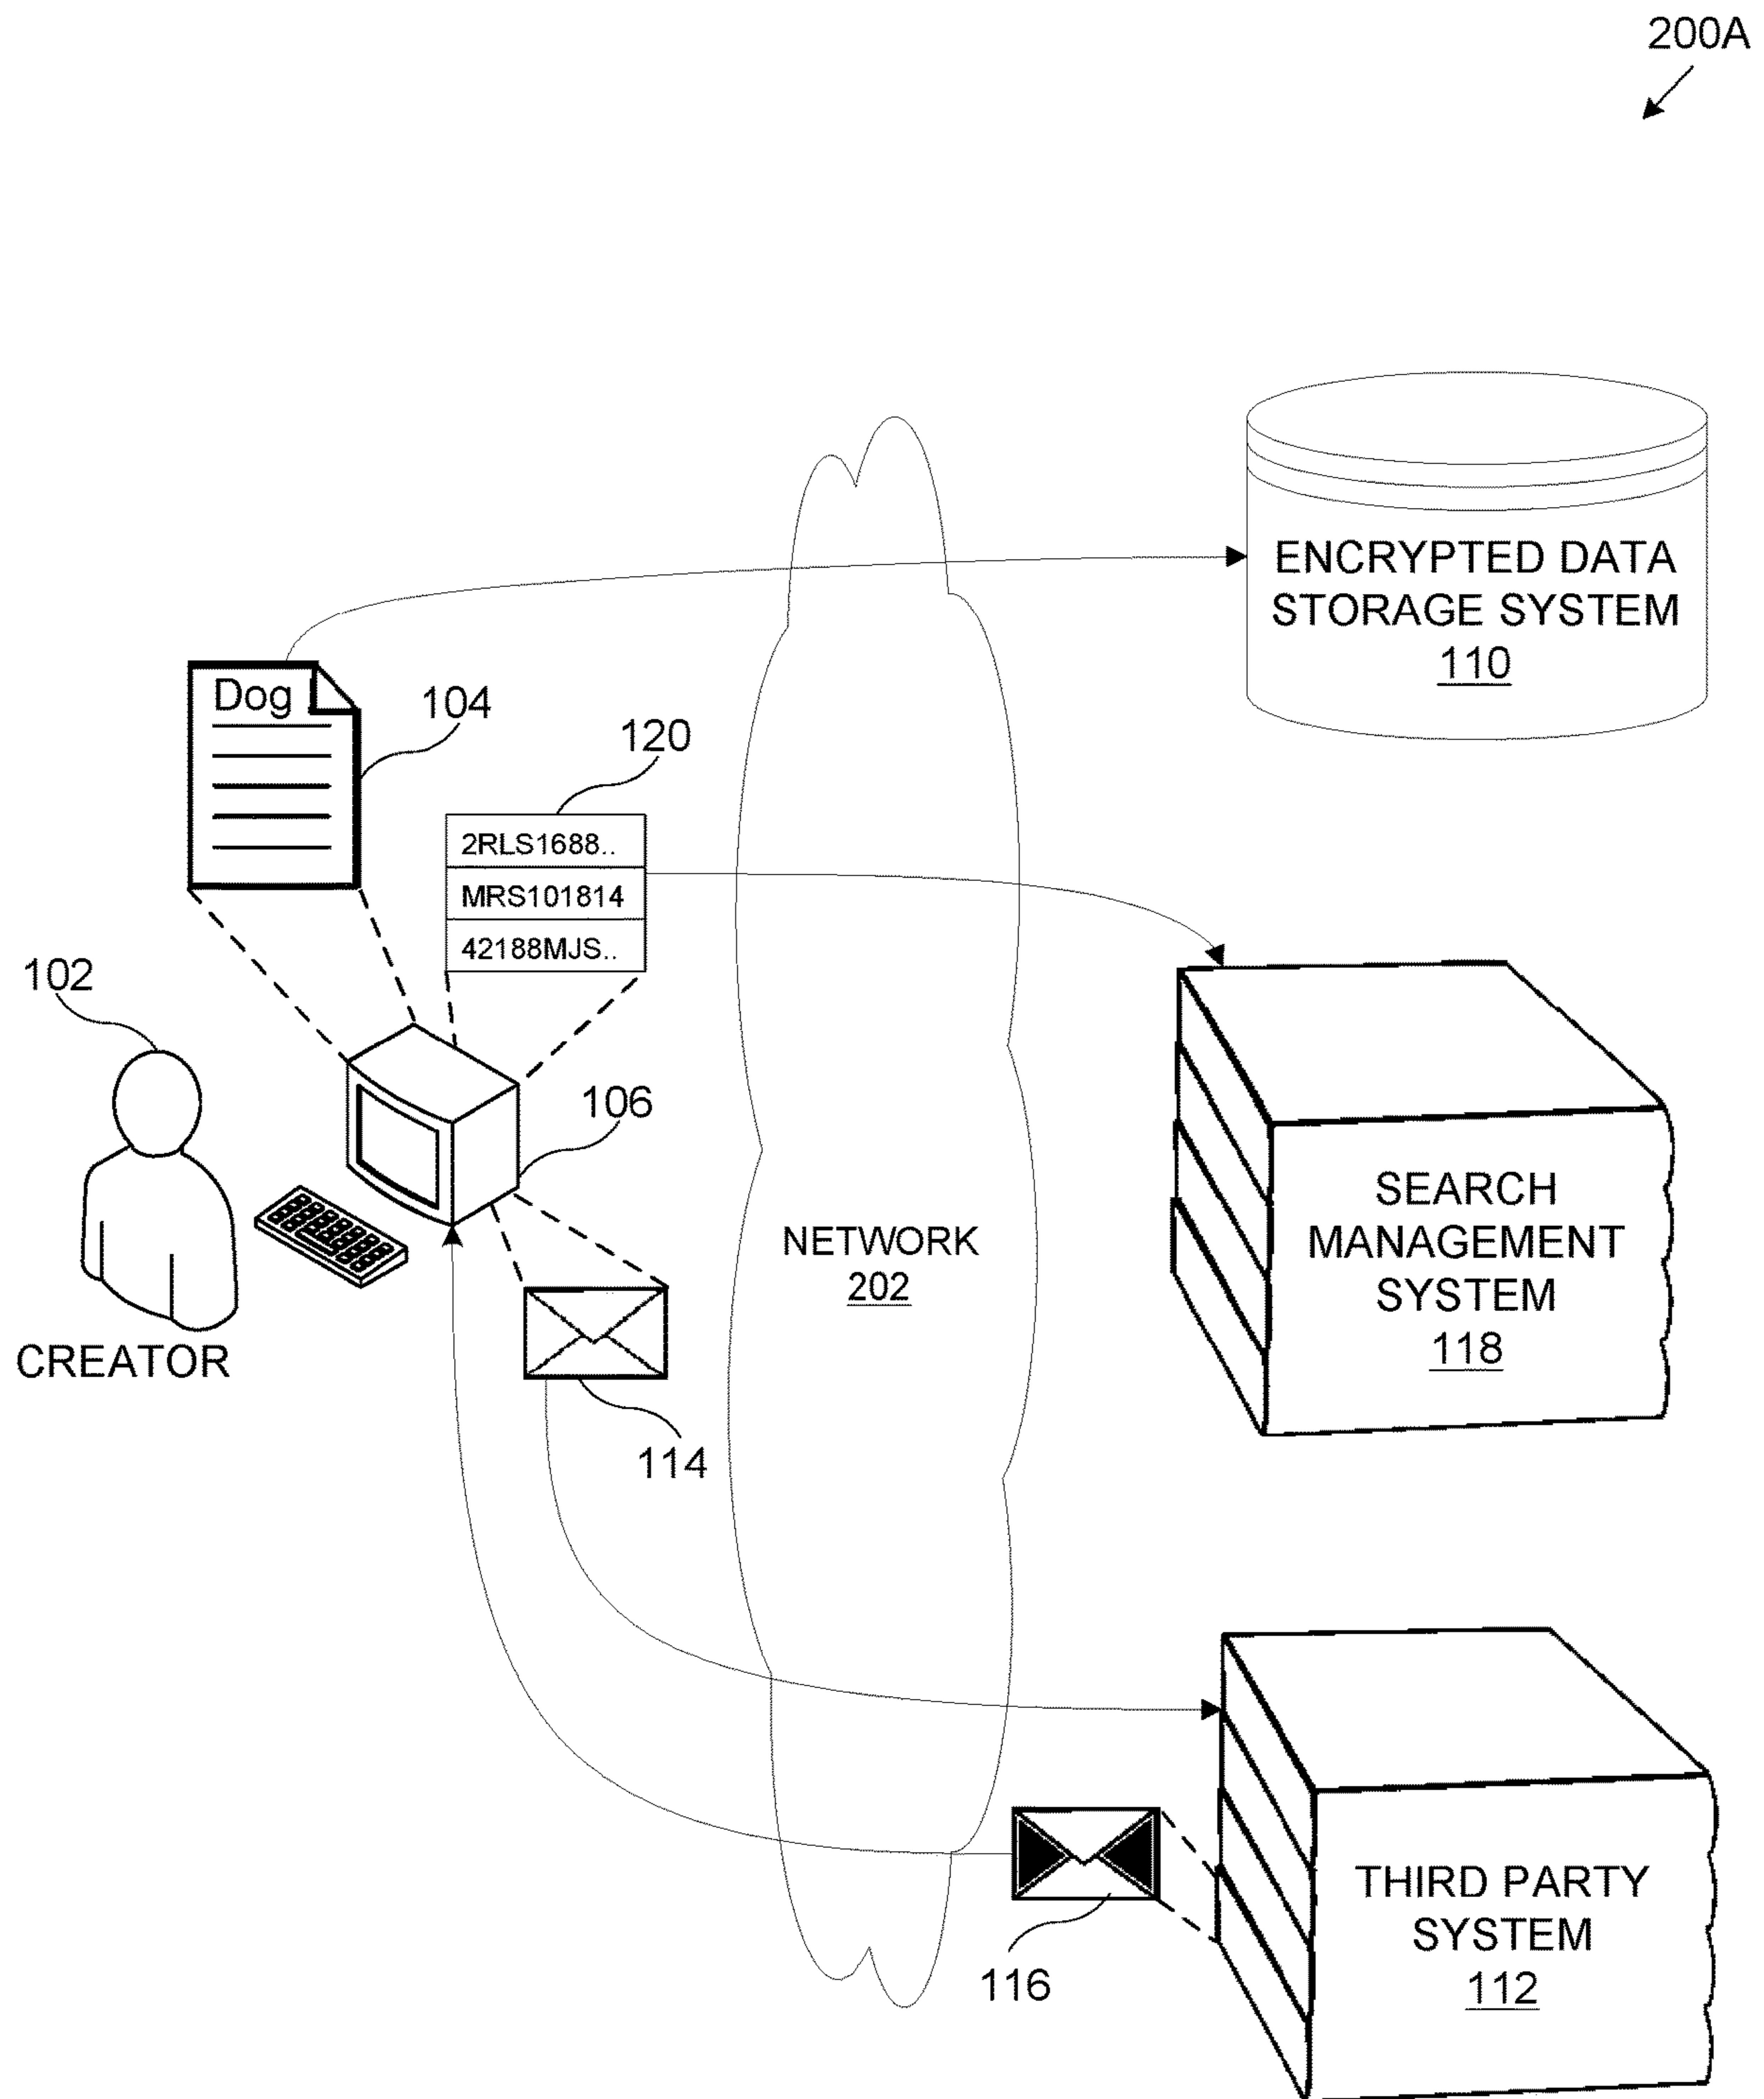 200A
ENCRYPTED DATA
STORAGE SYSTEM
110
Dog
104
120
2RLS1688..
MRS101814
42188MJS..
102
106
CREATOR
114
NETWORK
202
SEARCH
MANAGEMENT
SYSTEM
118
116
THIRD PARTY
SYSTEM
112